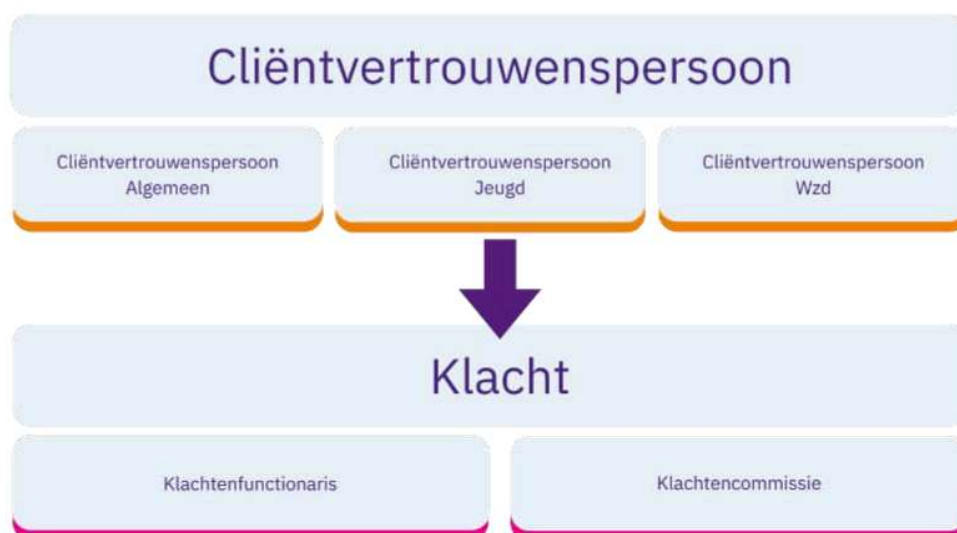 Cliëntvertrouwenspersoon
Cliëntvertrouwenspersoon
Algemeen
Cliëntvertrouwenspersoon
Jeugd
Cliëntvertrouwenspersoon
Wzd
Klacht
Klachtenfunctionaris
Klachtencommissie